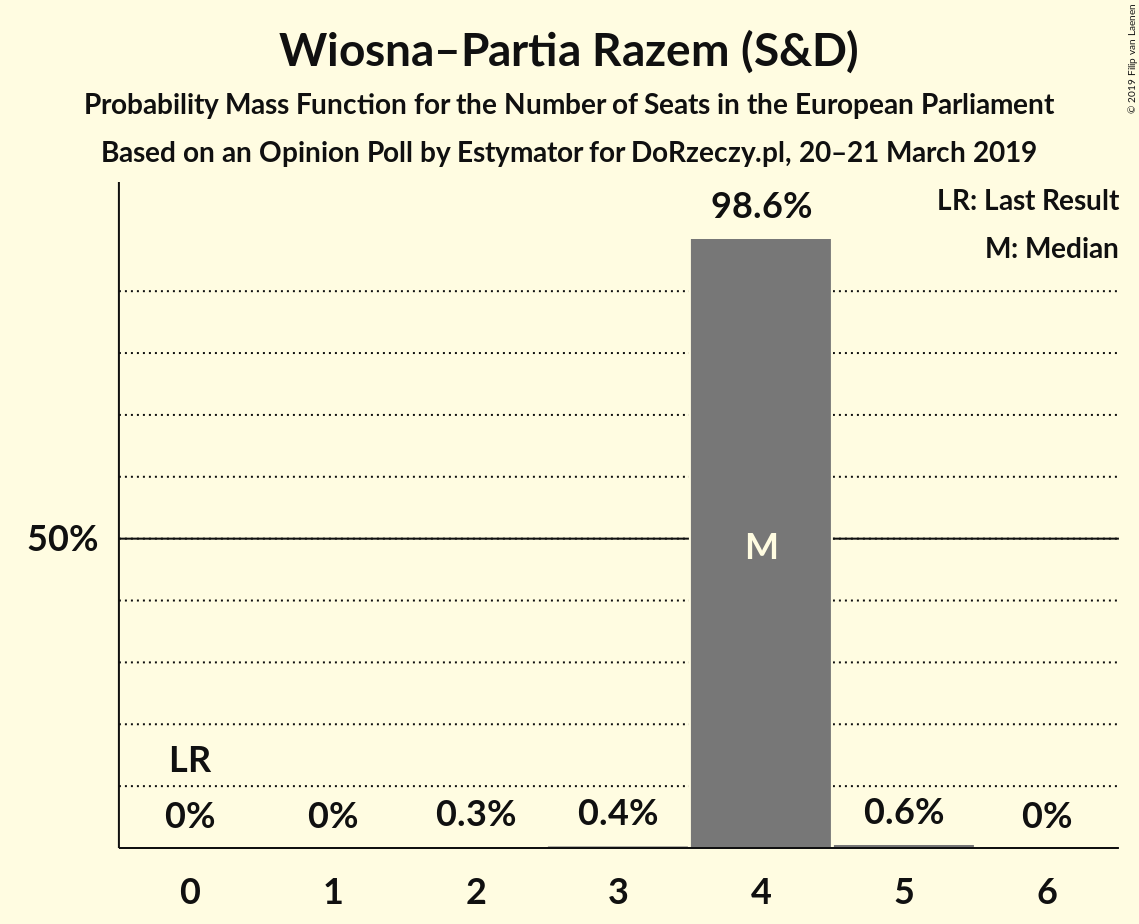 Wiosna–Partia Razem (S&D)
Probability Mass Function for the Number of Seats in the European Parliament
Based on an Opinion Poll by Estymator for DoRzeczy.pl, 20–21 March 2019
© 2019 Filip van Laenen
LR: Last Result
M: Median
98.6%
50%
M
LR
0% 0% 0.3% 0.4% 0.6% 0%
0 1 2 3 4 5 6